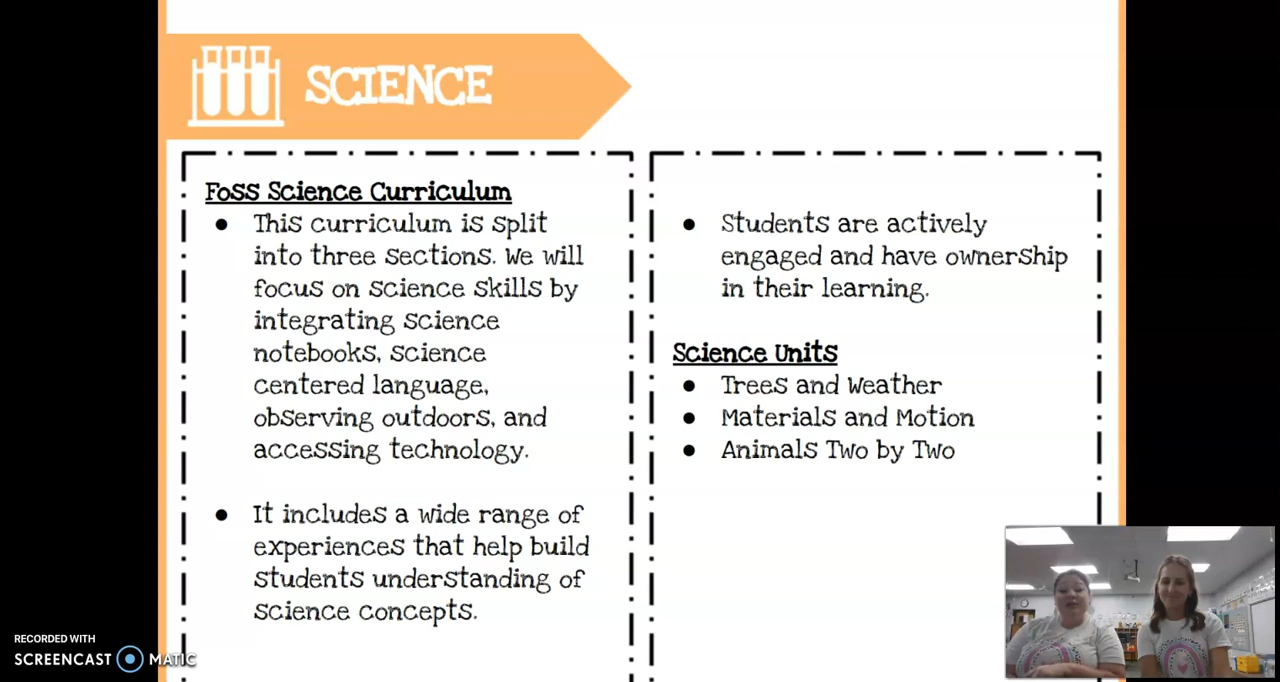 SCIENCE
Foss Science Curriculum
● This curriculum is split
into three sections. We will
focus on science skills by
integrating science
notebooks, science
centered language,
observing outdoors, and
accessing technology.
● It includes a wide range of
experiences that help build
students understanding of
science concepts.
● Students are actively
engaged and have ownership
in their learning.
Science Units
● Trees and Weather
● Materials and Motion
● Animals Two by Two
RECORDED WITH
SCREENCAST MATIC